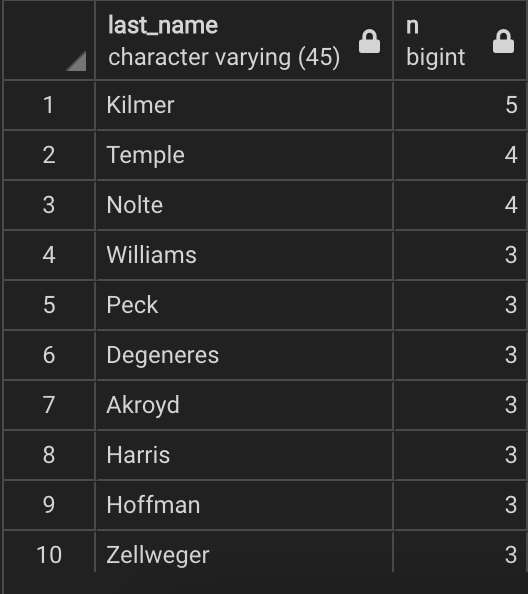 last_name n
character varying (45) bigint
1 Kilmer 5
2 Temple 4
3 Nolte 4
4 Williams 3
5 Peck 3
6 Degeneres 3
7 Akroyd 3
8 Harris 3
9 Hoffman 3
10 Zellweger 3